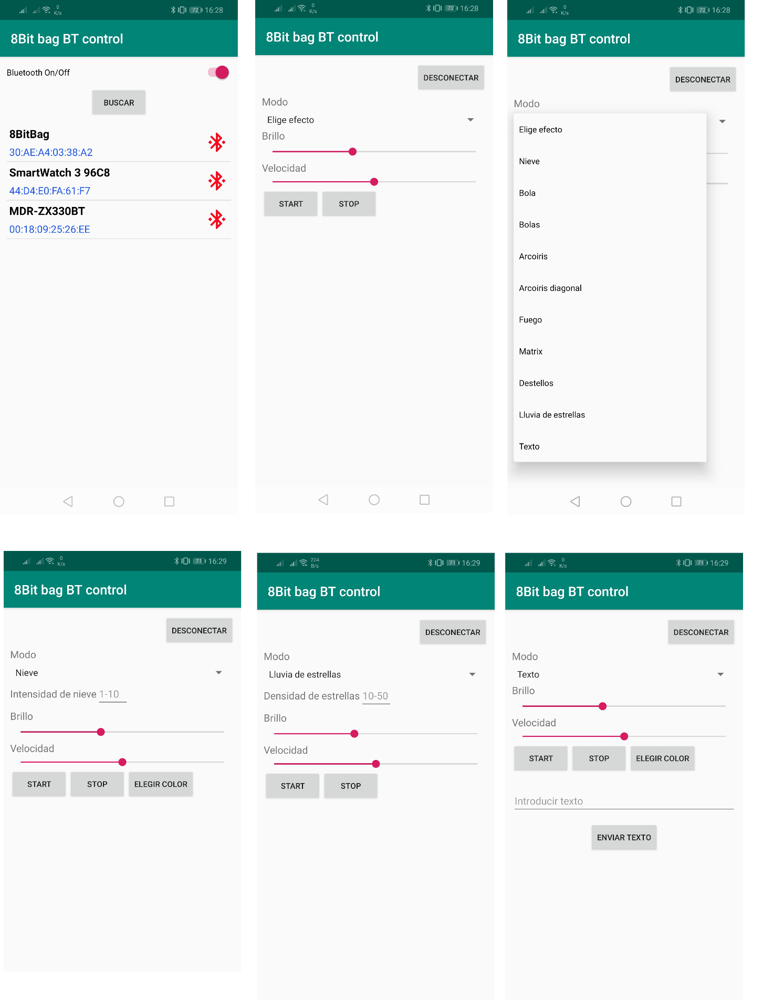 0 K/s 72 16:28
8Bit bag BT control
Bluetooth On/Off
BUSCAR
8BitBag
30:AE:A4:03:38:A2
SmartWatch 3 96C8
44:D4:E0:FA:61:F7
MDR-ZX330BT
00:18:09:25:26:EE
0 K/s 72 16:28
8Bit bag BT control
DESCONECTAR
Modo
Elige efecto
Brillo
Velocidad
START STOP
0 K/s 72 16:28
8Bit bag BT control
DESCONECTAR
Modo
Elige efecto
Nieve
Bola
Bolas
Arcoiris
Arcoiris diagonal
Fuego
Matrix
Destellos
Lluvia de estrellas
Texto
0 K/s 71 16:29
8Bit bag BT control
DESCONECTAR
Modo
Nieve
Intensidad de nieve 1-10
Brillo
Velocidad
START STOP ELEGIR COLOR
224 B/s 71 16:29
8Bit bag BT control
DESCONECTAR
Modo
Lluvia de estrellas
Densidad de estrellas 10-50
Brillo
Velocidad
START STOP
0 K/s 71 16:29
8Bit bag BT control
DESCONECTAR
Modo
Texto
Brillo
Velocidad
START STOP ELEGIR COLOR
Introducir texto
ENVIAR TEXTO